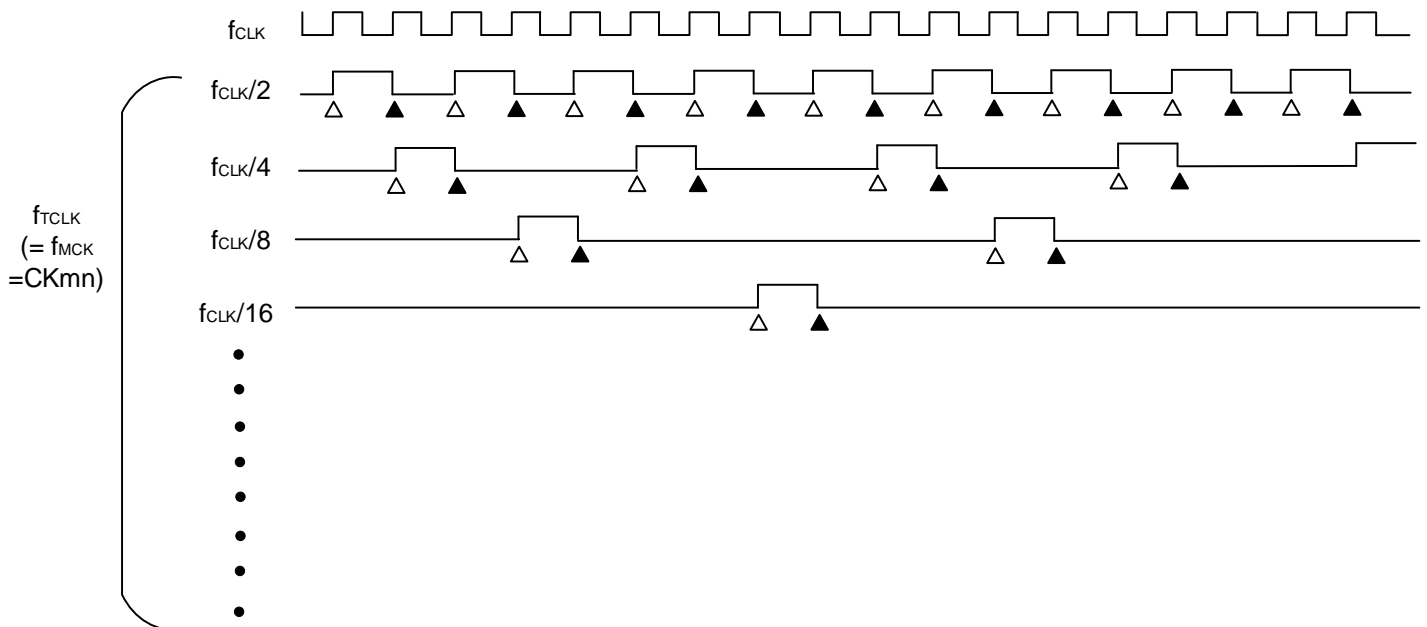 fCLK
fCLK/2
fCLK/4
fTCLK
(= fMCK
=CKmn)
fCLK/8
fCLK/16